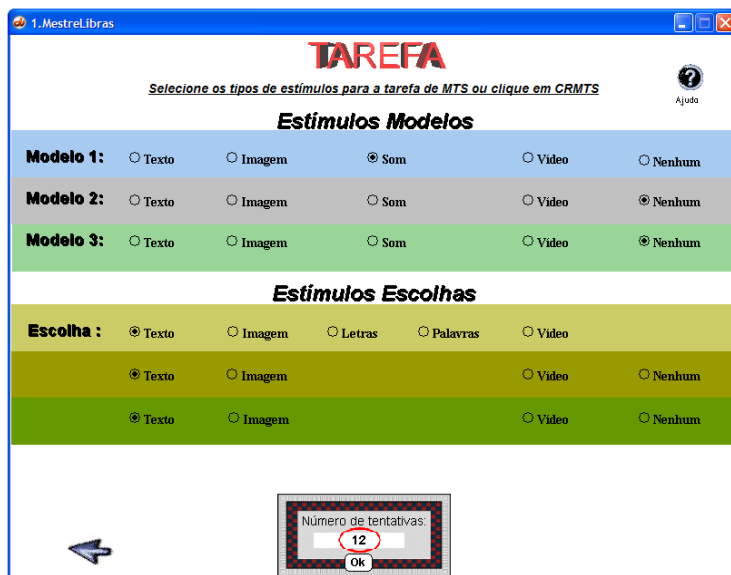 1.MestreLibras
TAREFA
Selecione os tipos de estímulos para a tarefa de MTS ou clique em CRMTS
Ajuda
Estímulos Modelos
Modelo 1: Texto Imagem Som Vídeo Nenhum
Modelo 2: Texto Imagem Som Vídeo Nenhum
Modelo 3: Texto Imagem Som Vídeo Nenhum
Estímulos Escolhas
Escolha : Texto Imagem Letras Palavras Vídeo
Texto Imagem Vídeo Nenhum
Texto Imagem Vídeo Nenhum
Número de tentativas:
12
Ok